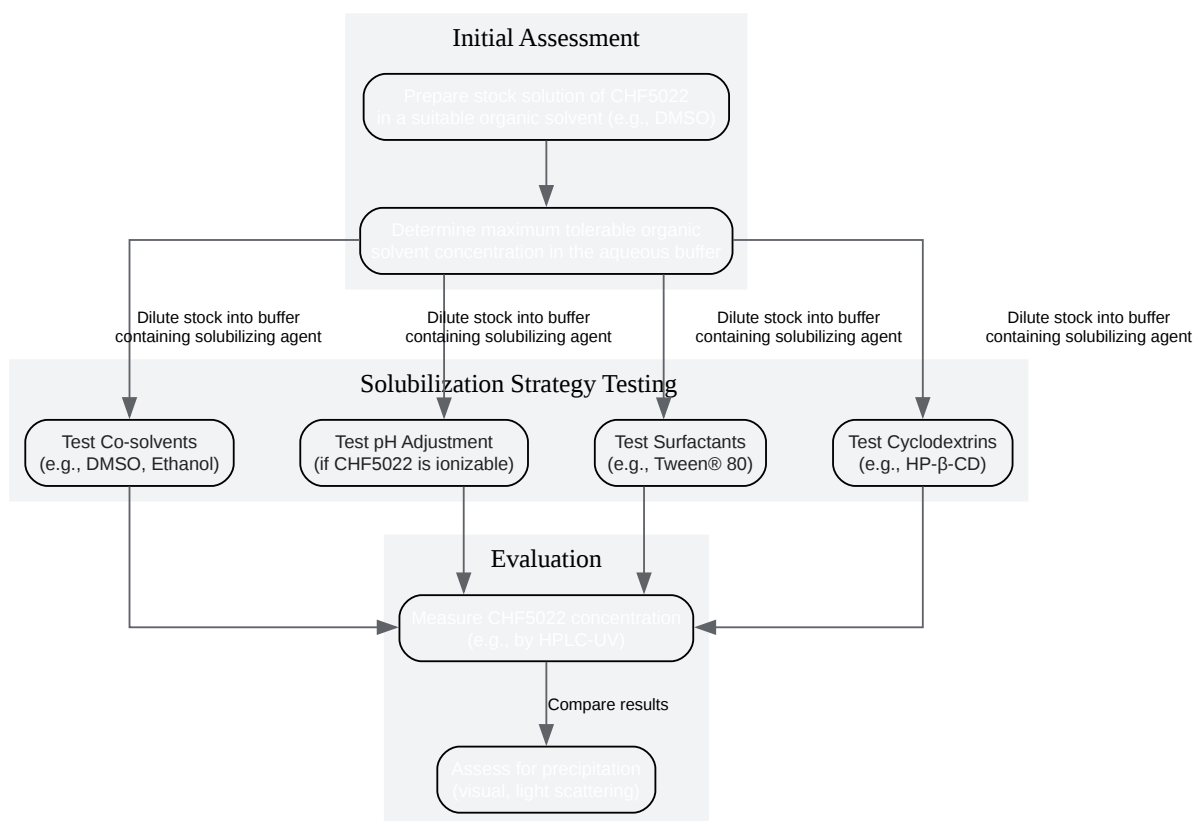 Initial Assessment
Prepare stock solution of CHF5022
in a suitable organic solvent (e.g., DMSO)
Determine maximum tolerable organic
solvent concentration in the aqueous buffer
Dilute stock into buffer
containing solubilizing agent
Dilute stock into buffer
containing solubilizing agent
Dilute stock into buffer
containing solubilizing agent
Dilute stock into buffer
containing solubilizing agent
Solubilization Strategy Testing
Test Co-solvents
(e.g., DMSO, Ethanol)
Test pH Adjustment
(if CHF5022 is ionizable)
Test Surfactants
(e.g., Tween® 80)
Test Cyclodextrins
(e.g., HP-β-CD)
Evaluation
Measure CHF5022 concentration
(e.g., by HPLC-UV)
Compare results
Assess for precipitation
(visual, light scattering)